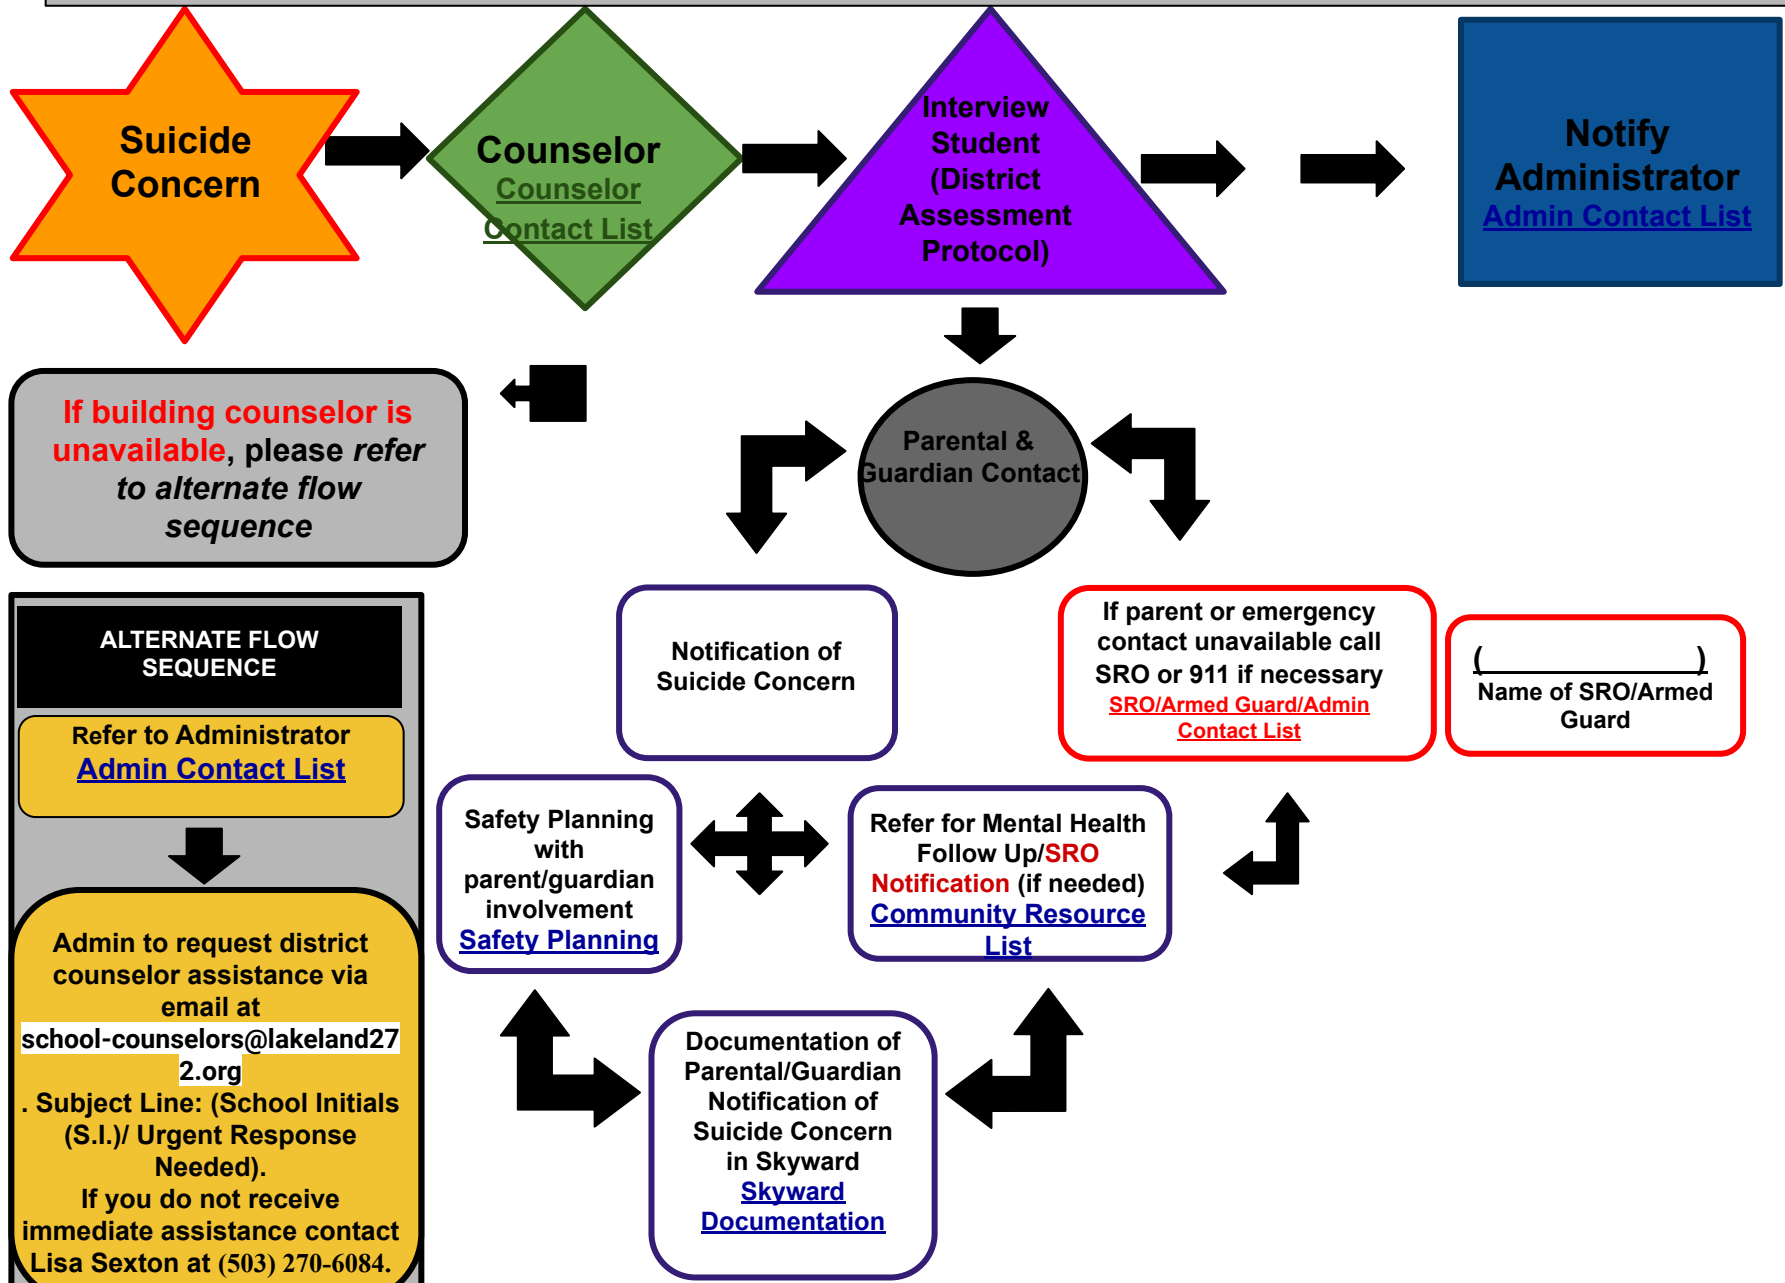 Suicide
Concern
Counselor
Counselor
Contact List
Interview
Student
(District
Assessment
Protocol)
Notify
Administrator
Admin Contact List
If building counselor is
unavailable, please refer
to alternate flow
sequence
Parental &
Guardian Contact
ALTERNATE FLOW
SEQUENCE
Refer to Administrator
Admin Contact List
Admin to request district
counselor assistance via
email at
school-counselors@lakeland27
2.org
. Subject Line: (School Initials
(S.I.)/ Urgent Response
Needed).
If you do not receive
immediate assistance contact
Lisa Sexton at (503) 270-6084.
Notification of
Suicide Concern
If parent or emergency
contact unavailable call
SRO or 911 if necessary
SRO/Armed Guard/Admin
Contact List
(______________)
Name of SRO/Armed
Guard
Safety Planning
with
parent/guardian
involvement
Safety Planning
Refer for Mental Health
Follow Up/SRO
Notification (if needed)
Community Resource
List
Documentation of
Parental/Guardian
Notification of
Suicide Concern
in Skyward
Skyward
Documentation